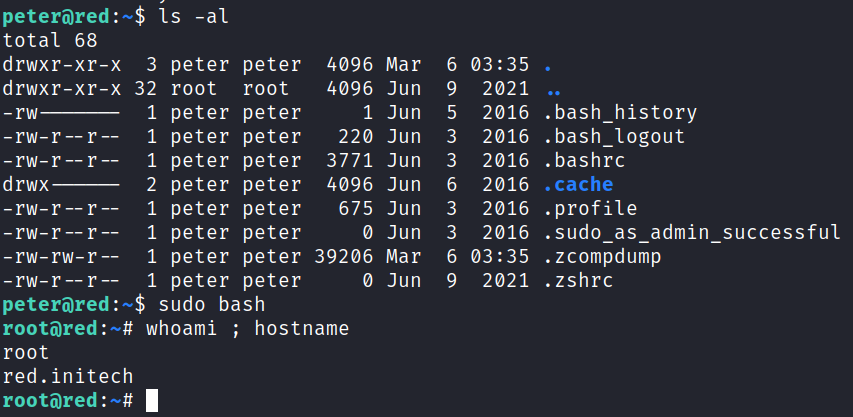 peter@red:~$ ls -al
total 68
drwxr-xr-x  3 peter peter  4096 Mar  6 03:35 .
drwxr-xr-x 32 root  root   4096 Jun  9  2021 ..
-rw-------  1 peter peter     1 Jun  5  2016 .bash_history
-rw-r--r--  1 peter peter   220 Jun  3  2016 .bash_logout
-rw-r--r--  1 peter peter  3771 Jun  3  2016 .bashrc
drwx------  2 peter peter  4096 Jun  6  2016 .cache
-rw-r--r--  1 peter peter   675 Jun  3  2016 .profile
-rw-r--r--  1 peter peter     0 Jun  3  2016 .sudo_as_admin_successful
-rw-rw-r--  1 peter peter 39206 Mar  6 03:35 .zcompdump
-rw-r--r--  1 peter peter     0 Jun  9  2021 .zshrc
peter@red:~$ sudo bash
root@red:~# whoami ; hostname
root
red.initech
root@red:~#